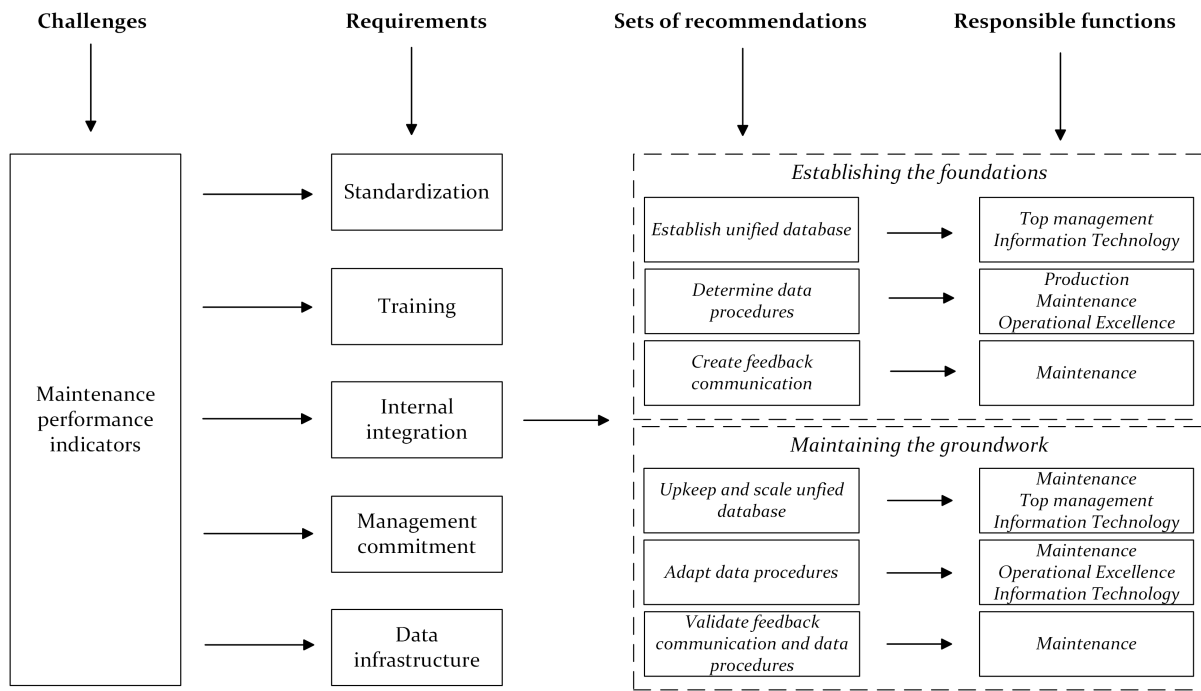 Challenges
Requirements
Sets of recommendations
Responsible functions
Maintenance
performance
indicators
Standardization
Training
Internal
integration
Management
commitment
Data
infrastructure
Establishing the foundations
Establish unified database
Top management
Information Technology
Determine data
procedures
Production
Maintenance
Operational Excellence
Create feedback
communication
Maintenance
Maintaining the groundwork
Upkeep and scale unfied
database
Maintenance
Top management
Information Technology
Adapt data procedures
Maintenance
Operational Excellence
Information Technology
Validate feedback
communication and data
procedures
Maintenance